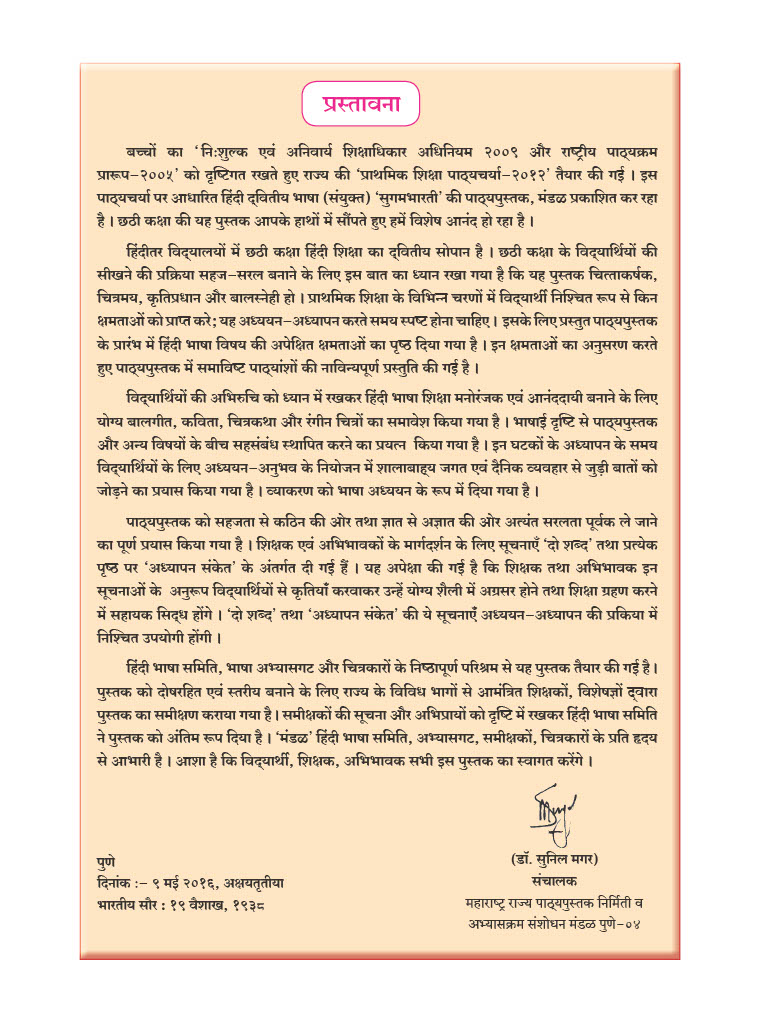 प्रस्तावना
बच्चों का ‘निःशुल्क एवं अनिवार्य शिक्षाधिकार अधिनियम २००९ और राष्ट्रीय पाठ्यक्रम
प्रारूप-२००५’ को दृष्टिगत रखते हुए राज्य की ‘प्राथमिक शिक्षा पाठ्यचर्या-२०१२’ तैयार की गई । इस
पाठ्यचर्या पर आधारित हिंदी द्‌वितीय भाषा (संयुक्त) ‘सुगमभारती’ की पाठ्यपुस्तक, मंडळ प्रकाशित कर रहा
है । छठी कक्षा की यह पुस्तक आपके हाथों में सौंपते हुए हमें विशेष आनंद हो रहा है ।
हिंदीतर विद्‌यालयों में छठी कक्षा हिंदी शिक्षा का द्‌वितीय सोपान है । छठी कक्षा के विद्‌यार्थियों की
सीखने की प्रक्रिया सहज-सरल बनाने के लिए इस बात का ध्यान रखा गया है कि यह पुस्तक चित्ताकर्षक,
चित्रमय, कृतिप्रधान और बालस्नेही हो । प्राथमिक शिक्षा के विभिन्न चरणों में विद्‌यार्थी निश्चित रूप से किन
क्षमताओं को प्राप्त करे; यह अध्ययन-अध्यापन करते समय स्पष्ट होना चाहिए । इसके लिए प्रस्तुत पाठ्यपुस्तक
के प्रारंभ में हिंदी भाषा विषय की अपेक्षित क्षमताओं का पृष्ठ दिया गया है । इन क्षमताओं का अनुसरण करते
हुए पाठ्यपुस्तक में समाविष्ट पाठ्यांशों की नाविन्यपूर्ण प्रस्तुति की गई है ।
विद्‌यार्थियों की अभिरुचि को ध्यान में रखकर हिंदी भाषा शिक्षा मनोरंजक एवं आनंददायी बनाने के लिए
योग्य बालगीत, कविता, चित्रकथा और रंगीन चित्रों का समावेश किया गया है । भाषाई दृष्टि से पाठ्यपुस्तक
और अन्य विषयों के बीच सहसंबंध स्थापित करने का प्रयत्न किया गया है । इन घटकों के अध्यापन के समय
विद्‌यार्थियों के लिए अध्ययन-अनुभव के नियोजन में शालाबाह्‌य जगत एवं दैनिक व्यवहार से जुड़ी बातों को
जोड़ने का प्रयास किया गया है । व्याकरण को भाषा अध्ययन के रूप में दिया गया है ।
पाठ्यपुस्तक को सहजता से कठिन की ओर तथा ज्ञात से अज्ञात की ओर अत्यंत सरलता पूर्वक ले जाने
का पूर्ण प्रयास किया गया है । शिक्षक एवं अभिभावकों के मार्गदर्शन के लिए सूचनाएँ ‘दो शब्द’ तथा प्रत्येक
पृष्ठ पर ‘अध्यापन संकेत’ के अंतर्गत दी गई हैं । यह अपेक्षा की गई है कि शिक्षक तथा अभिभावक इन
सूचनाओं के अनुरूप विद्‌यार्थियों से कृतियाँ करवाकर उन्हें योग्य शैली में अग्रसर होने तथा शिक्षा ग्रहण करने
में सहायक सिद्‌ध होंगे । ‘दो शब्द’ तथा ‘अध्यापन संकेत’ की ये सूचनाएँ अध्ययन-अध्यापन की प्रकिया में
निश्चित उपयोगी होंगी ।
हिंदी भाषा समिति, भाषा अभ्यासगट और चित्रकारों के निष्ठापूर्ण परिश्रम से यह पुस्तक तैयार की गई है ।
पुस्तक को दोषरहित एवं स्तरीय बनाने के लिए राज्य के विविध भागों से आमंत्रित शिक्षकों, विशेषज्ञों द्‌वारा
पुस्तक का समीक्षण कराया गया है । समीक्षकों की सूचना और अभिप्रायों को दृष्टि में रखकर हिंदी भाषा समिति
ने पुस्तक को अंतिम रूप दिया है । ‘मंडळ’ हिंदी भाषा समिति, अभ्यासगट, समीक्षकों, चित्रकारों के प्रति हृदय
से आभारी है । आशा है कि विद्‌यार्थी, शिक्षक, अभिभावक सभी इस पुस्तक का स्वागत करेंगे ।
पुणे
दिनांक :- ९ मई २०१६, अक्षयतृतीया
भारतीय सौर : १९ वैशाख, १९३८
(डॉ. सुनिल मगर)
संचालक
महाराष्ट्र राज्य पाठ्यपुस्तक निर्मिती व
अभ्यासक्रम संशोधन मंडळ पुणे-०४